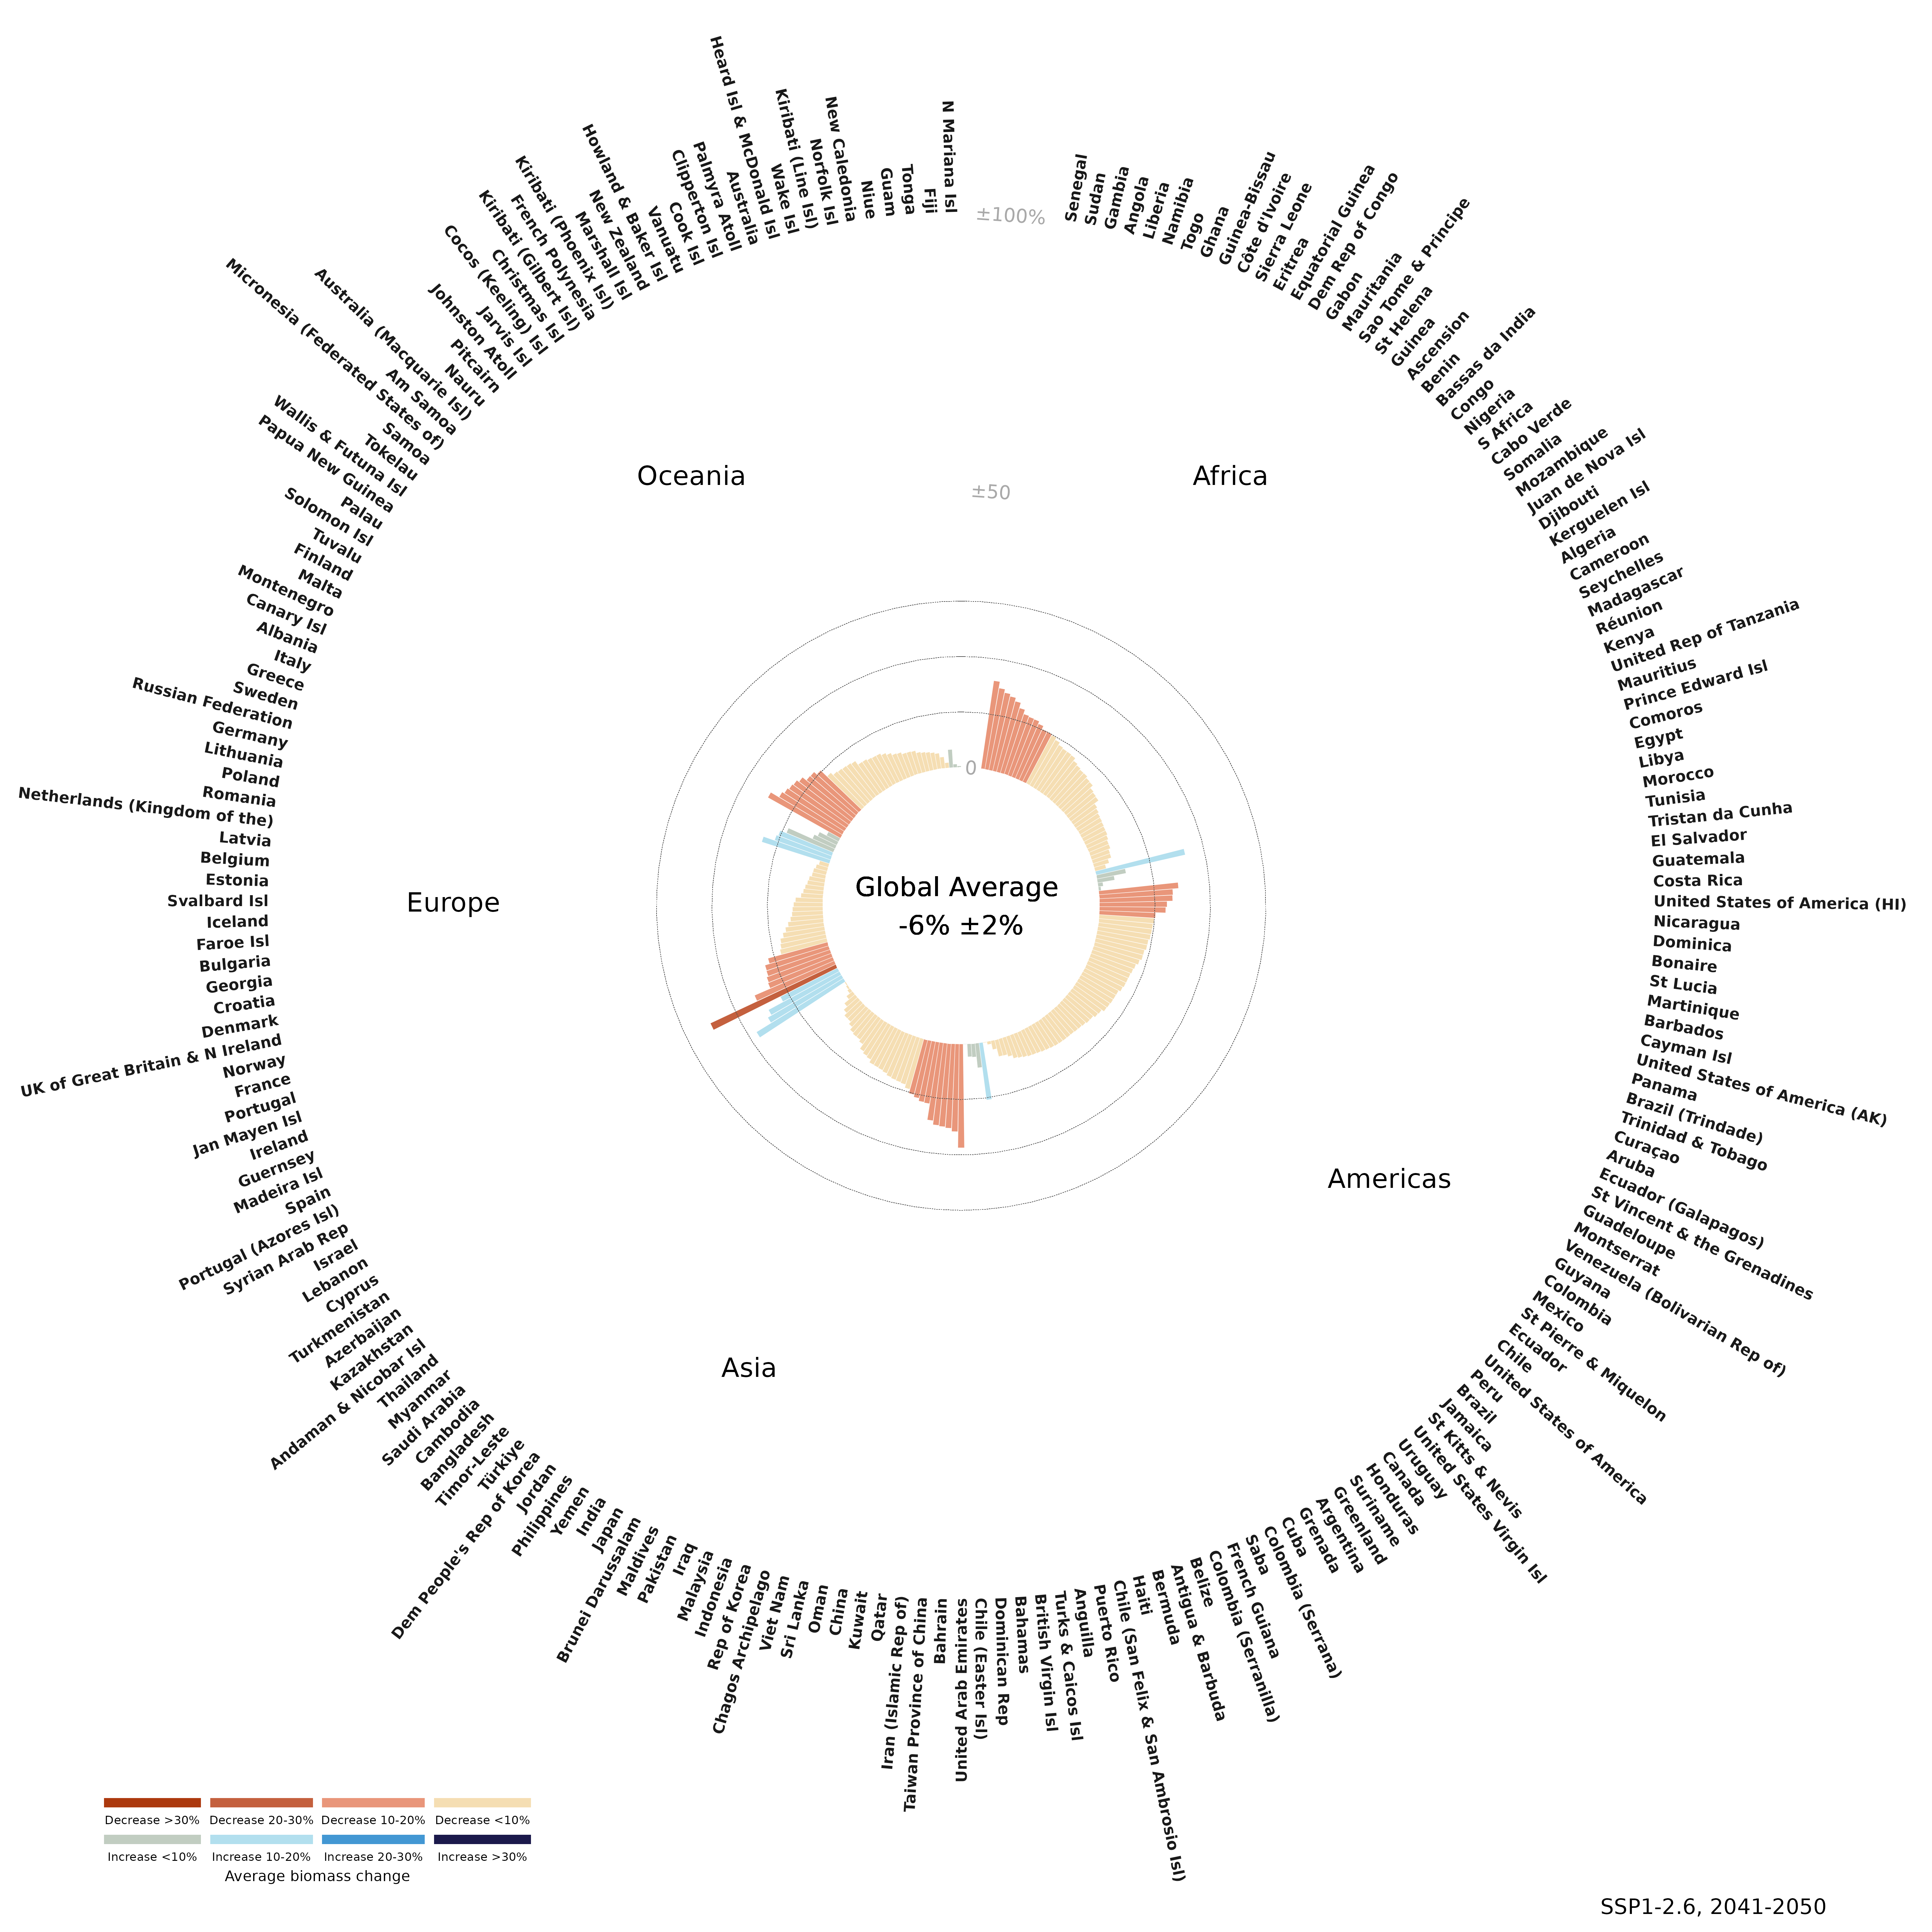 N Mariana Isl
Fiji
Tonga
Guam
Niue
New Caledonia
Norfolk Isl
Kiribati (Line Isl)
Wake Isl
Heard Isl & McDonald Isl
Australia
Palmyra Atoll
Clipperton Isl
Cook Isl
Vanuatu
Howland & Baker Isl
New Zealand
Marshall Isl
Kiribati (Phoenix Isl)
French Polynesia
Kiribati (Gilbert Isl)
Christmas Isl
Cocos (Keeling) Isl
Jarvis Isl
Johnston Atoll
Pitcairn
Nauru
Australia (Macquarie Isl)
Am Samoa
Micronesia (Federated States of)
Samoa
Tokelau
Wallis & Futuna Isl
Papua New Guinea
Palau
Solomon Isl
Tuvalu
Finland
Malta
Montenegro
Canary Isl
Albania
Italy
Greece
Sweden
Russian Federation
Germany
Lithuania
Poland
Romania
Netherlands (Kingdom of the)
Latvia
Belgium
Estonia
Svalbard Isl
Iceland
Faroe Isl
Bulgaria
Georgia
Croatia
Denmark
UK of Great Britain & N Ireland
Norway
France
Portugal
Jan Mayen Isl
Ireland
Guernsey
Madeira Isl
Spain
Portugal (Azores Isl)
Syrian Arab Rep
Israel
Lebanon
Cyprus
Turkmenistan
Azerbaijan
Kazakhstan
Andaman & Nicobar Isl
Thailand
Myanmar
Saudi Arabia
Cambodia
Bangladesh
Timor-Leste
Türkiye
Dem People's Rep of Korea
Jordan
Philippines
Yemen
India
Japan
Brunei Darussalam
Maldives
Pakistan
Iraq
Malaysia
Indonesia
Rep of Korea
Chagos Archipelago
Viet Nam
Sri Lanka
Oman
China
Kuwait
Qatar
Iran (Islamic Rep of)
Taiwan Province of China
Bahrain
United Arab Emirates
Chile (Easter Isl)
Dominican Rep
Bahamas
British Virgin Isl
Turks & Caicos Isl
Anguilla
Puerto Rico
Chile (San Felix & San Ambrosio Isl)
Haiti
Bermuda
Antigua & Barbuda
Belize
Colombia (Serranilla)
French Guiana
Saba
Colombia (Serrana)
Cuba
Grenada
Argentina
Greenland
Suriname
Honduras
Canada
Uruguay
United States Virgin Isl
St Kitts & Nevis
Jamaica
Brazil
Peru
United States of America
Chile
Ecuador
St Pierre & Miquelon
Mexico
Colombia
Guyana
Venezuela (Bolivarian Rep of)
Montserrat
Guadeloupe
St Vincent & the Grenadines
Ecuador (Galapagos)
Aruba
Curaçao
Trinidad & Tobago
Brazil (Trindade)
Panama
United States of America (AK)
Cayman Isl
Barbados
Martinique
St Lucia
Bonaire
Dominica
Nicaragua
United States of America (HI)
Costa Rica
Guatemala
El Salvador
Tristan da Cunha
Tunisia
Morocco
Libya
Egypt
Comoros
Prince Edward Isl
Mauritius
United Rep of Tanzania
Kenya
Réunion
Madagascar
Seychelles
Cameroon
Algeria
Kerguelen Isl
Djibouti
Juan de Nova Isl
Mozambique
Somalia
Cabo Verde
S Africa
Nigeria
Congo
Bassas da India
Benin
Ascension
Guinea
St Helena
Sao Tome & Principe
Mauritania
Gabon
Dem Rep of Congo
Equatorial Guinea
Eritrea
Sierra Leone
Côte d'Ivoire
Guinea-Bissau
Ghana
Togo
Namibia
Liberia
Angola
Gambia
Sudan
Senegal
±100%
±50
0
Oceania
Africa
Europe
Americas
Asia
Global Average
-6% ±2%
Decrease >30%
Decrease 20-30%
Decrease 10-20%
Decrease <10%
Increase <10%
Increase 10-20%
Increase 20-30%
Increase >30%
Average biomass change
SSP1-2.6, 2041-2050